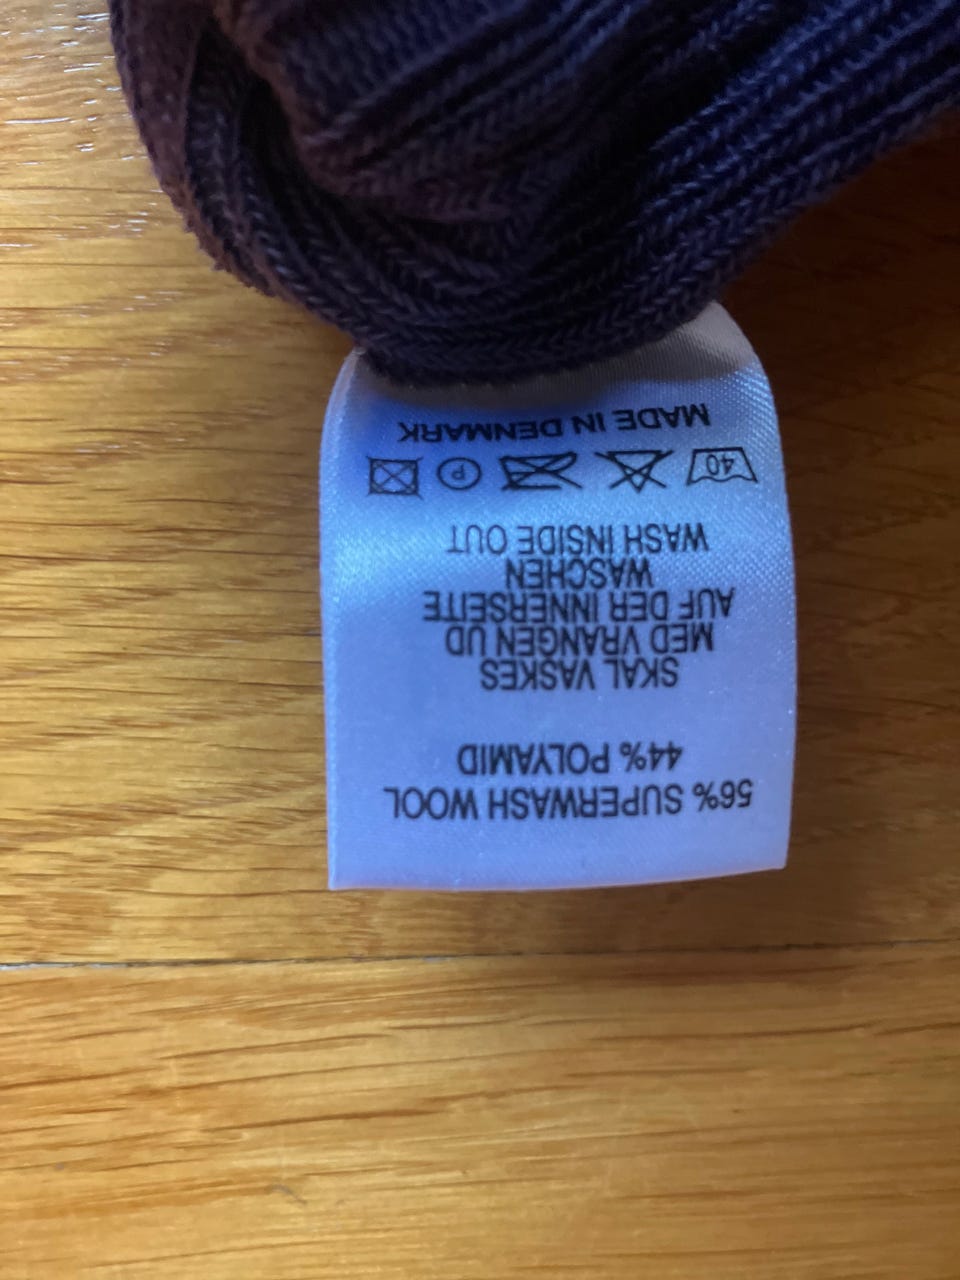 56% SUPERWASH WOOL
44% POLYAMID
SKAL VASKES
MED VRANGEN UD
AUF DER INNERSEITE
WASCHEN
WASH INSIDE OUT
40 P
MADE IN DENMARK